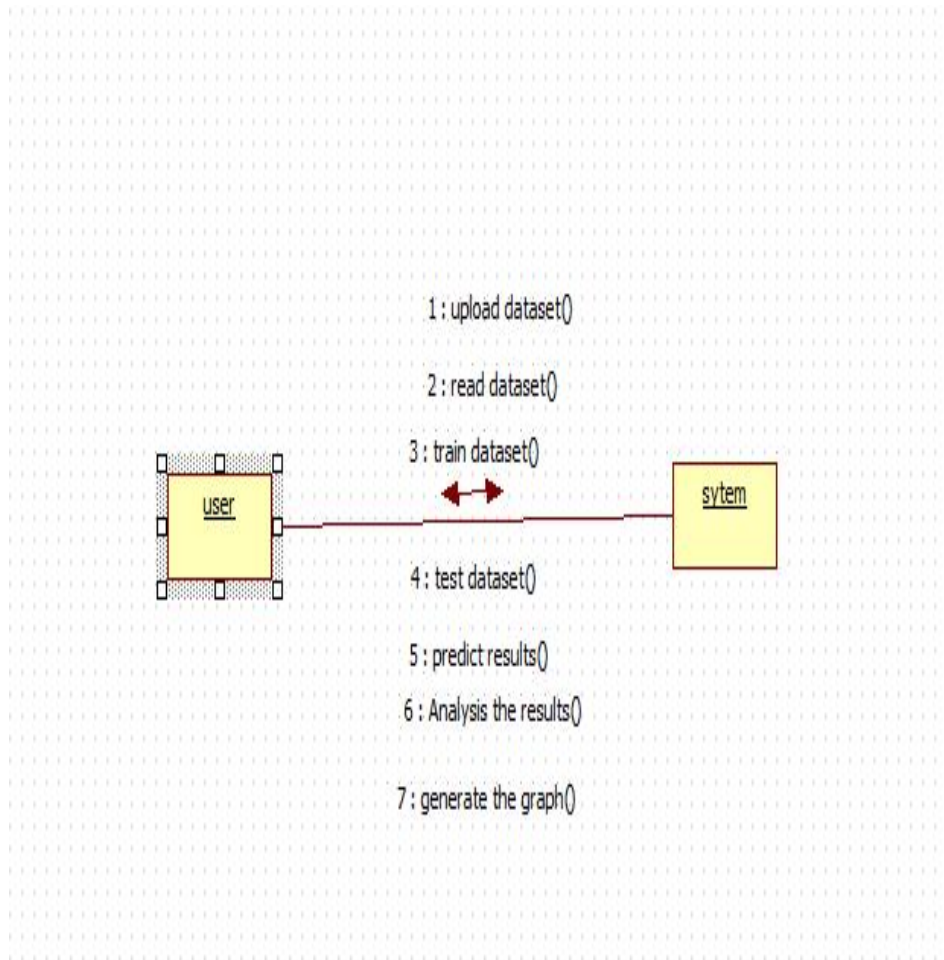 1 : upload dataset()
2 : read dataset()
3 : train dataset()
user
sytem
4 : test dataset()
5 : predict results()
6 : Analysis the results()
7 : generate the graph()